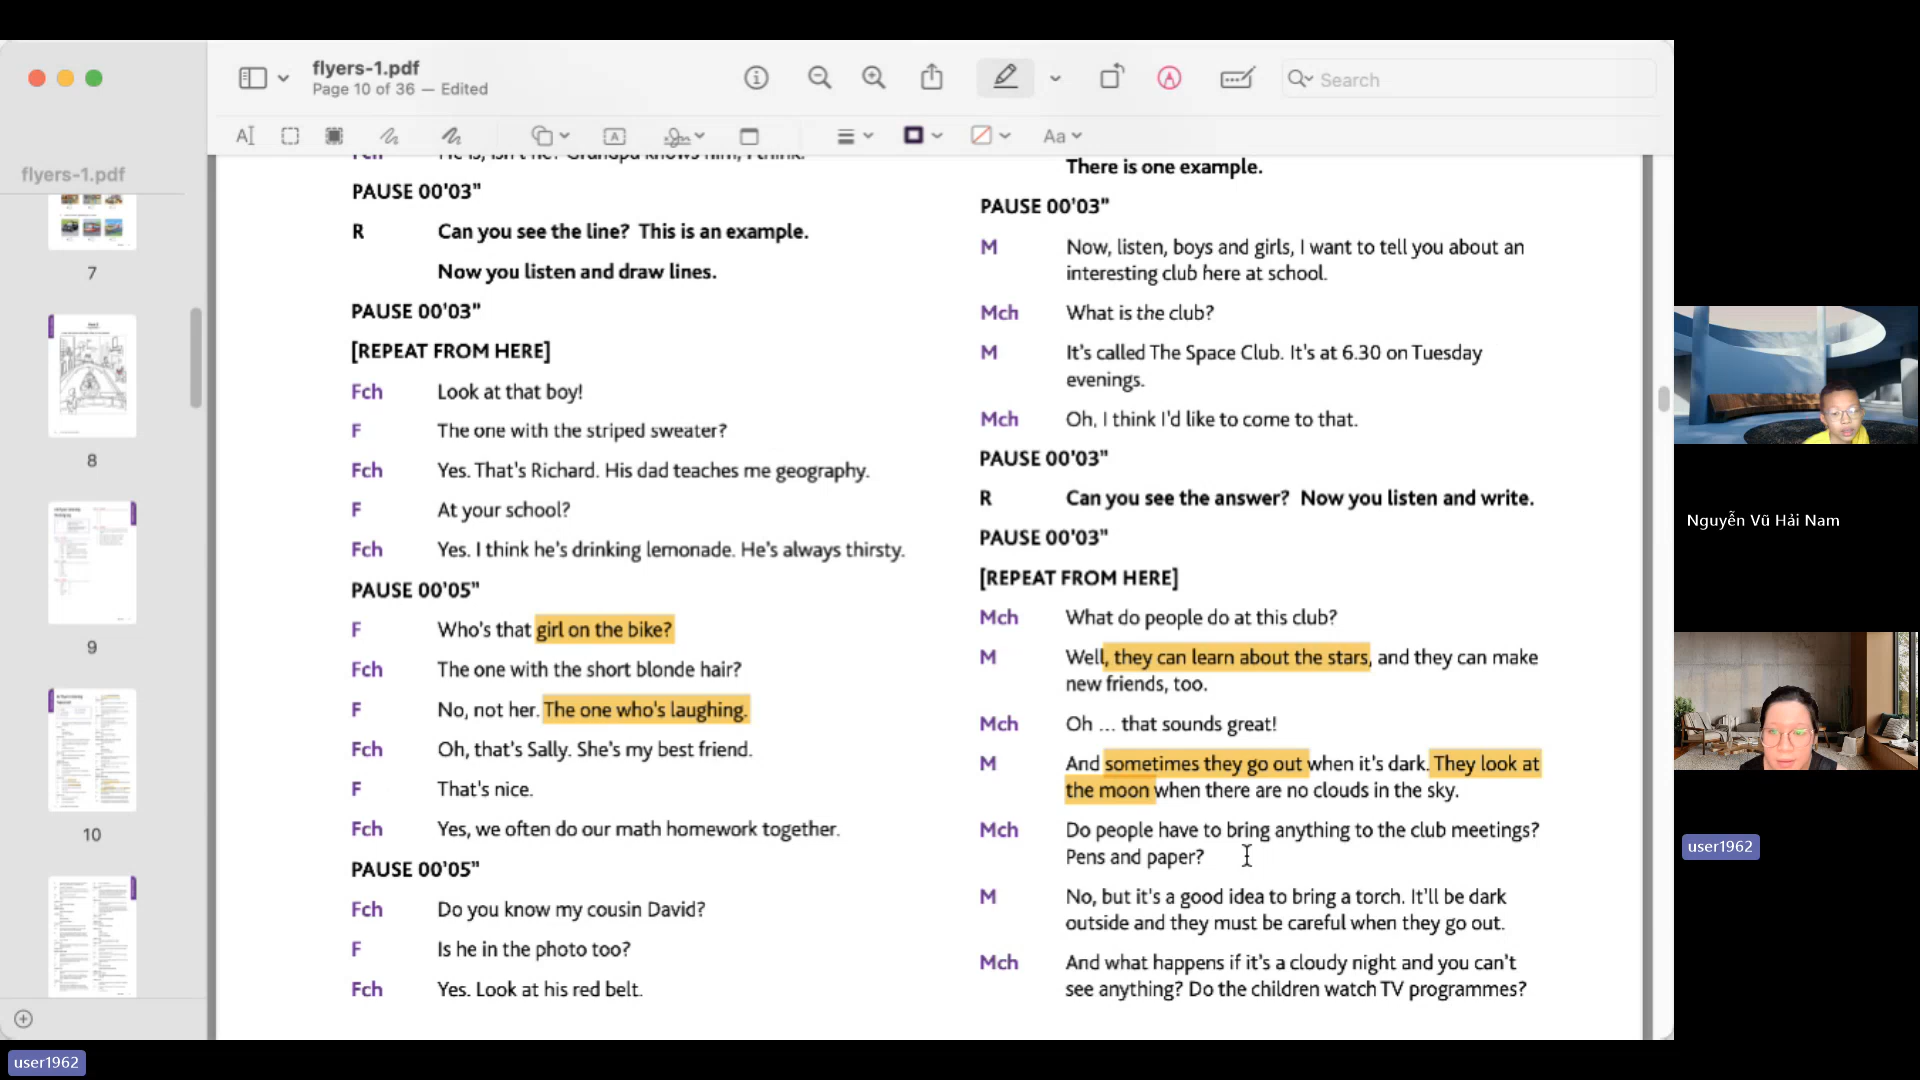 flyers-1.pdf
Page 10 of 36 — Edited
Search
Aa
flyers-1.pdf
7
8
9
10
Fch He is, isn't he? Grandpa knows him, I think.
PAUSE 00'03"
R Can you see the line? This is an example.
Now you listen and draw lines.
PAUSE 00'03"
[REPEAT FROM HERE]
Fch Look at that boy!
F The one with the striped sweater?
Fch Yes. That's Richard. His dad teaches me geography.
F At your school?
Fch Yes. I think he's drinking lemonade. He's always thirsty.
PAUSE 00'05"
F Who's that girl on the bike?
Fch The one with the short blonde hair?
F No, not her. The one who's laughing.
Fch Oh, that's Sally. She's my best friend.
F That's nice.
Fch Yes, we often do our math homework together.
PAUSE 00'05"
Fch Do you know my cousin David?
F Is he in the photo too?
Fch Yes. Look at his red belt.
There is one example.
PAUSE 00'03"
M Now, listen, boys and girls, I want to tell you about an
interesting club here at school.
Mch What is the club?
M It's called The Space Club. It's at 6.30 on Tuesday
evenings.
Mch Oh, I think I'd like to come to that.
PAUSE 00'03"
R Can you see the answer? Now you listen and write.
PAUSE 00'03"
[REPEAT FROM HERE]
Mch What do people do at this club?
M Well, they can learn about the stars, and they can make
new friends, too.
Mch Oh … that sounds great!
M And sometimes they go out when it's dark. They look at
the moon when there are no clouds in the sky.
Mch Do people have to bring anything to the club meetings?
Pens and paper?
M No, but it's a good idea to bring a torch. It'll be dark
outside and they must be careful when they go out.
Mch And what happens if it's a cloudy night and you can't
see anything? Do the children watch TV programmes?
Nguyễn Vũ Hải Nam
user1962
user1962